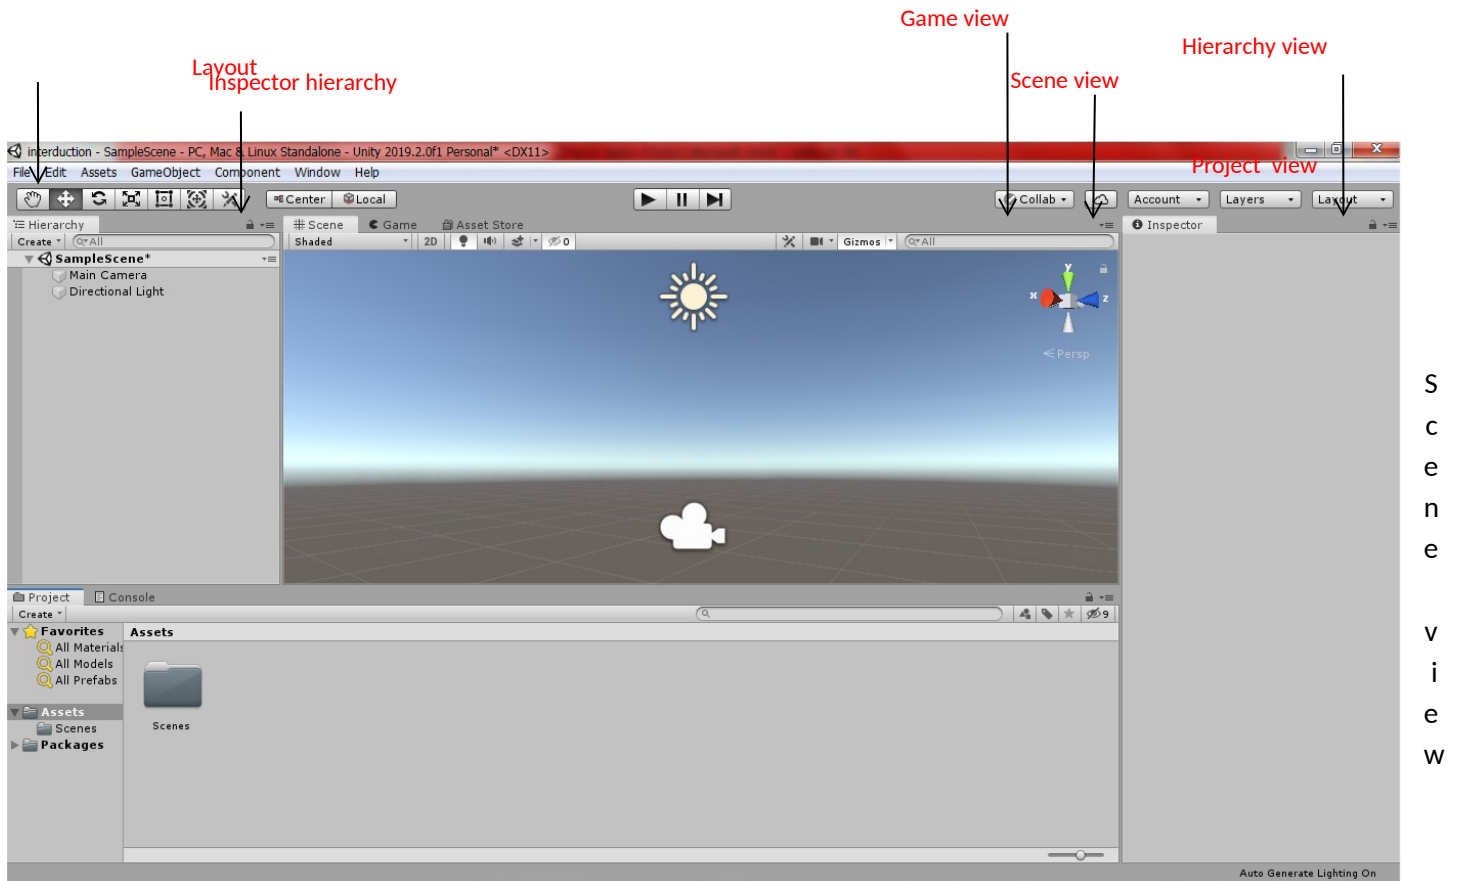 Game view
Hierarchy view
Layout
Inspector hierarchy
Scene view
interduction - SampleScene - PC, Mac & Linux Standalone - Unity 2019.2.0f1 Personal* <DX11>
Project  view
File Edit Assets GameObject Component Window Help
Center Local Collab Account Layers Layout
Hierarchy Scene Game Asset Store Inspector
Create All Shaded 2D 0 Gizmos All
SampleScene*
Main Camera
Directional Light
y
x z
Persp
S
c
e
n
e
v
i
e
w
Project Console
Create 9
Favorites Assets
All Materials
All Models
All Prefabs
Assets
Scenes Scenes
Packages
Auto Generate Lighting On